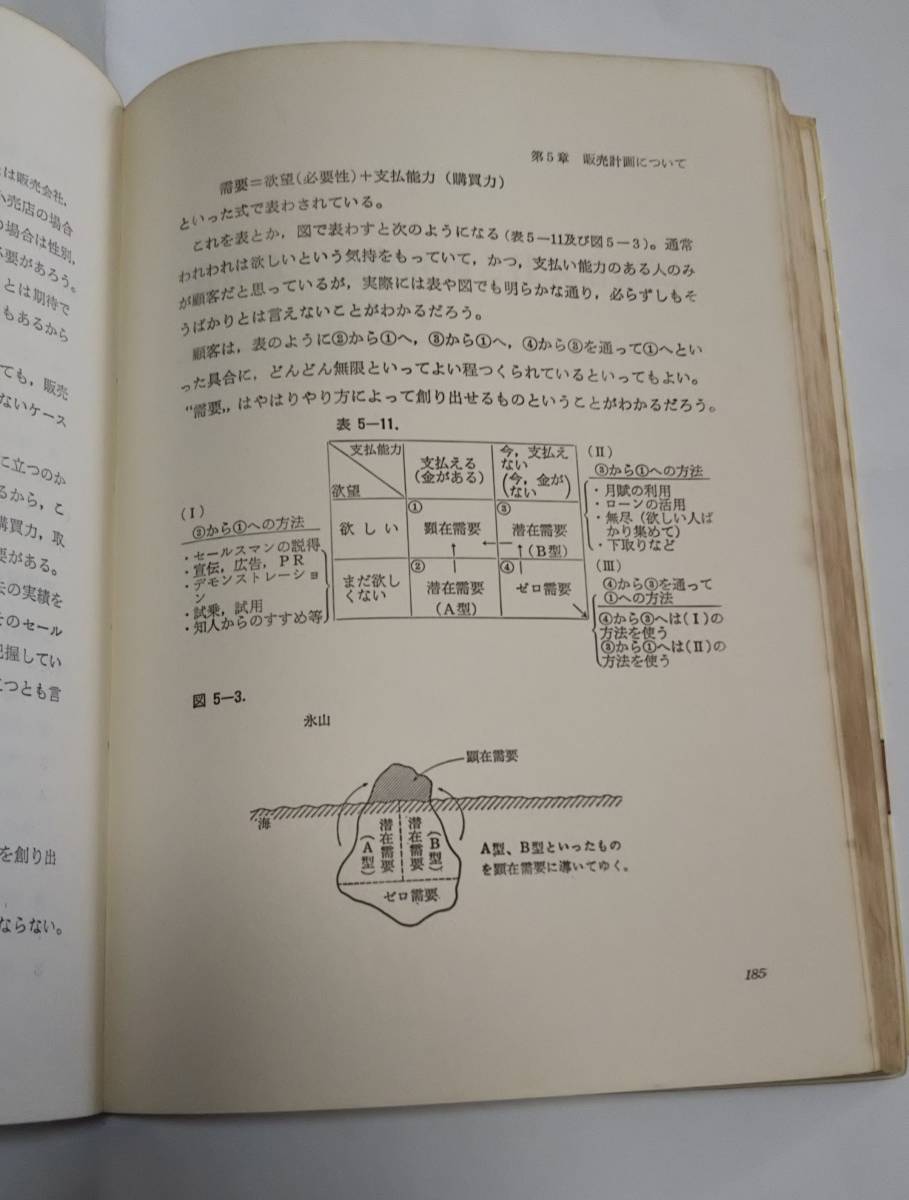 は販売会社,
小売店の場合
の場合は性別,
必要があろう。
とは期待で
もあるから
ても,販売
ないケース
に立つのか
るから,こ
購買力,取
要がある。
去の実績を
そのセール
把握してい
立つとも言
を創り出
ならない。
第5章 販売計画について
需要=欲望(必要性)+支払能力(購買力)
といった式で表わされている。
これを表とか,図で表わすと次のようになる(表5−11及び図5−3)。通常
われわれは欲しいという気持をもっていて,かつ,支払い能力のある人のみ
が顧客だと思っているが,実際には表や図でも明らかな通り,必らずしもそ
うばかりとは言えないことがわかるだろう。
顧客は,表のように②から①へ,③から①へ,④から③を通って①へとい
った具合に,どんどん無限といってよい程つくられているといってもよい。
“需要„はやはりやり方によって創り出せるものということがわかるだろう。
表 5−11.
支払能力
欲望
支払える
(金がある)
今,支払え
ない
(今,金が
ない)
欲しい
①
顕在需要
③
潜在需要
(B型)
まだ欲し
くない
②
潜在需要
(A型)
④
ゼロ需要
(Ⅰ)
②から①への方法
・セールスマンの説得
・宣伝,広告,PR
・デモンストレーショ
ン
・試乗,試用
・知人からのすすめ等
(Ⅱ)
③から①への方法
・月賦の利用
・ローンの活用
・無尽(欲しい人ば
かり集めて)
・下取りなど
(Ⅲ)
④から③を通って
①への方法
④から③へは(Ⅰ)の
方法を使う
③から①へは(Ⅱ)の
方法を使う
図 5−3.
氷山
顕在需要
海
潜在需要
(A型)
潜在需要
(B型)
ゼロ需要
A型、B型といったもの
を顕在需要に導いてゆく。
185